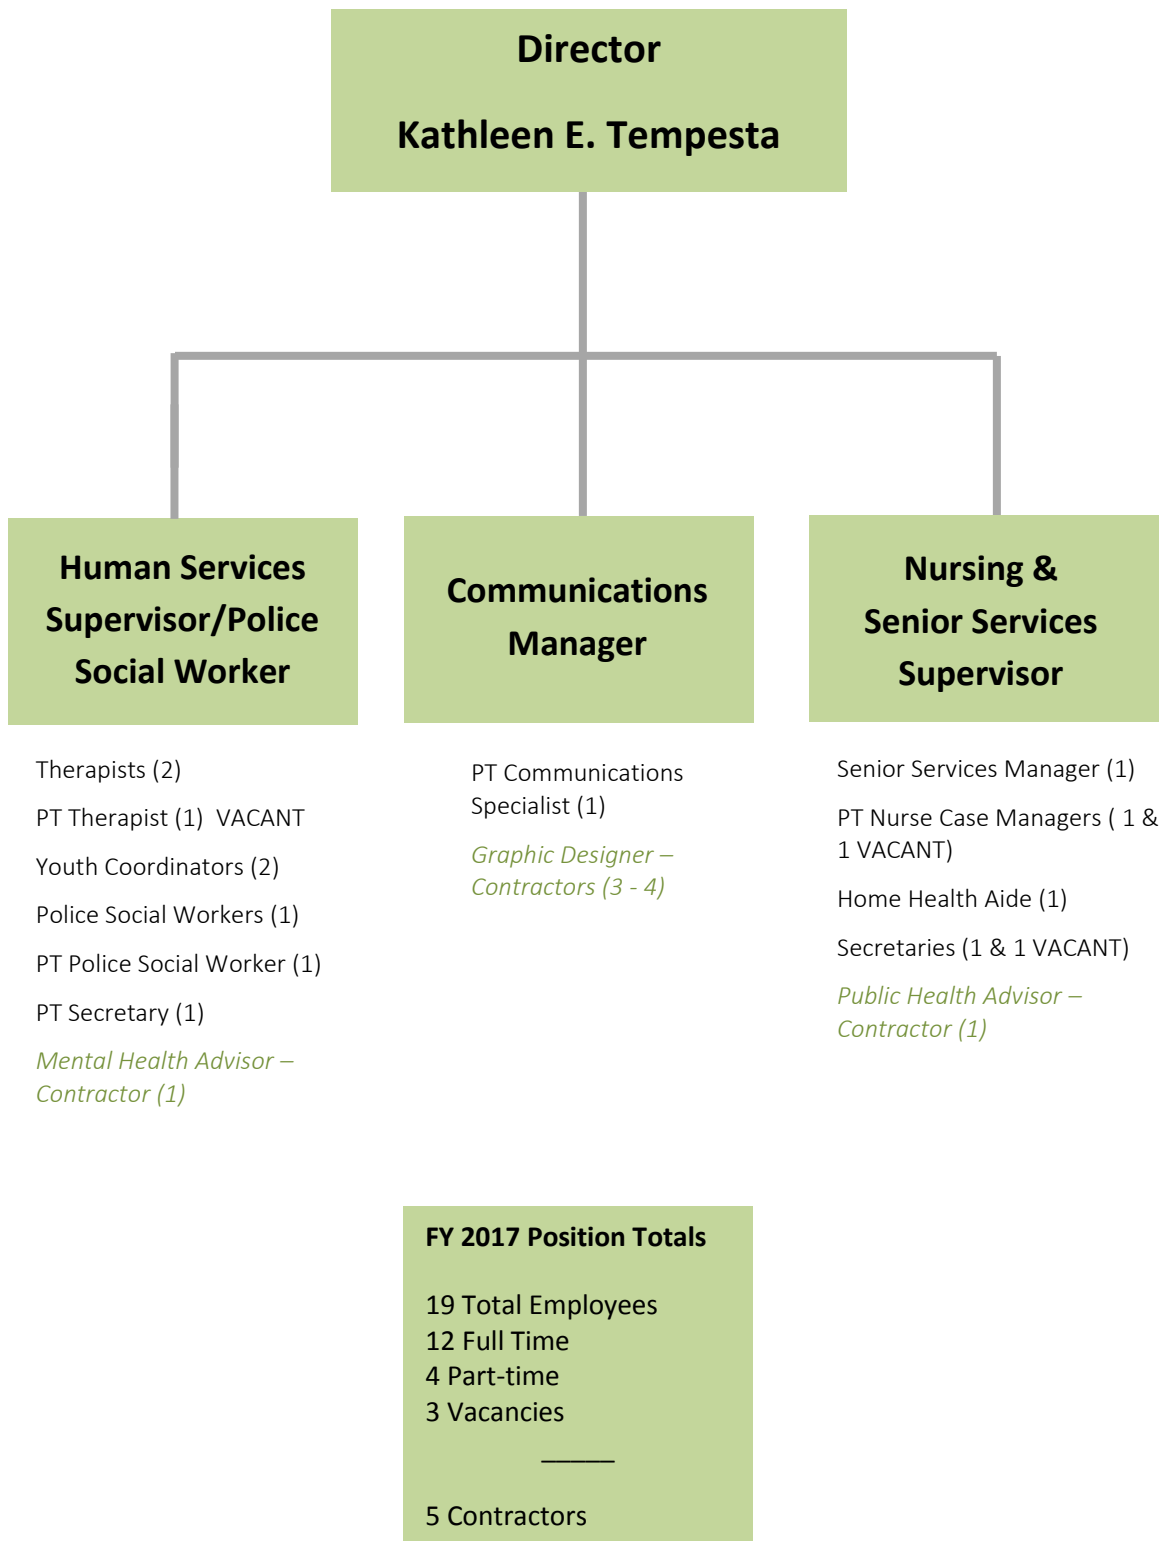 Director
Kathleen E. Tempesta
Human Services
Supervisor/Police
Social Worker
Communications
Manager
Nursing &
Senior Services
Supervisor
Therapists (2)
PT Therapist (1)  VACANT
Youth Coordinators (2)
Police Social Workers (1)
PT Police Social Worker (1)
PT Secretary (1)
Mental Health Advisor –
Contractor (1)
PT Communications
Specialist (1)
Graphic Designer –
Contractors (3 - 4)
Senior Services Manager (1)
PT Nurse Case Managers ( 1 &
1 VACANT)
Home Health Aide (1)
Secretaries (1 & 1 VACANT)
Public Health Advisor –
Contractor (1)
FY 2017 Position Totals
19 Total Employees
12 Full Time
4 Part-time
3 Vacancies
_____
5 Contractors